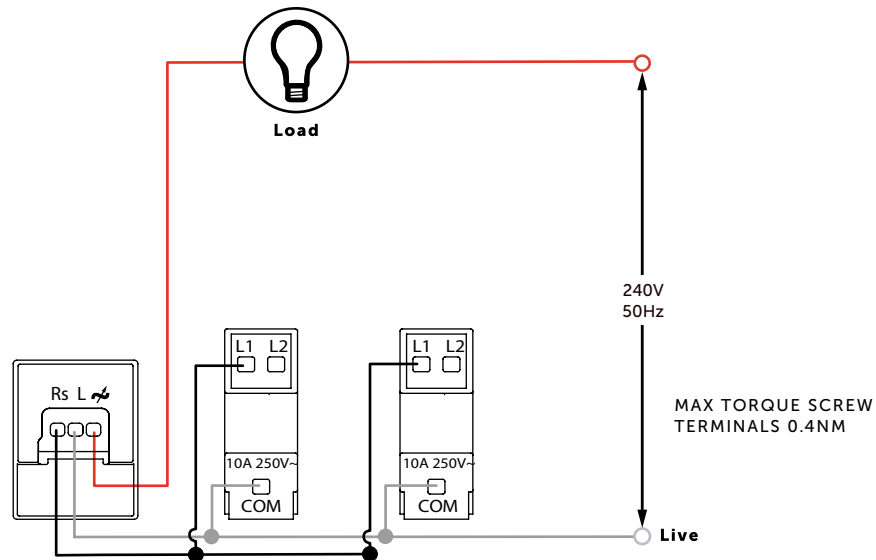 Load
240V
50Hz
L1 L2
L1 L2
Rs L
MAX TORQUE SCREW
TERMINALS 0.4NM
10A 250V~
COM
10A 250V~
COM
Live